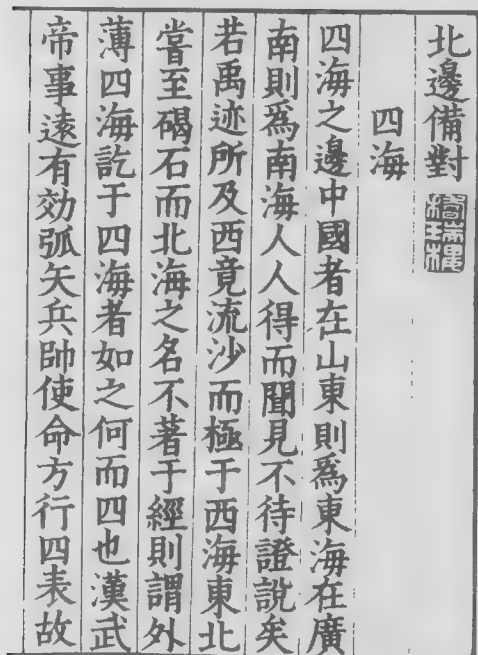 北邊備對
四海
四海之邊中國者在山東則爲東海在廣
南則爲南海人人得而聞見不待證說矣
若禹迹所及西竟流沙而極于西海東北
嘗至碣石而北海之名不著于經則謂外
薄四海訖于四海者如之何而四也漢武
帝事遠有効弧矢兵帥使命方行四表故